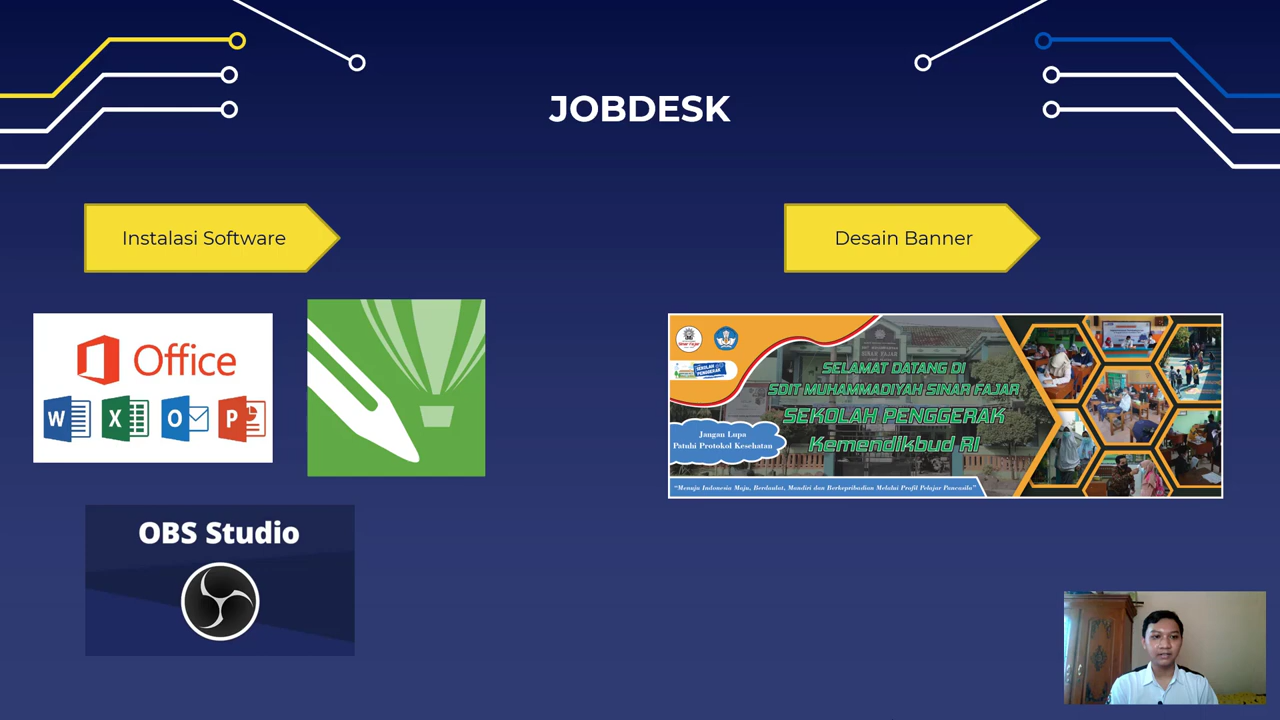 JOBDESK
Instalasi Software
Desain Banner
Office
W X O P
OBS Studio
SELAMAT DATANG DI
SDIT MUHAMMADIYAH SINAR FAJAR
SEKOLAH PENGGERAK
Kemendikbud RI
Jangan Lupa
Patuhi Protokol Kesehatan
"Menuju Indonesia Maju, Berdaulat, Mandiri dan Berkepribadian Melalui Profil Pelajar Pancasila"